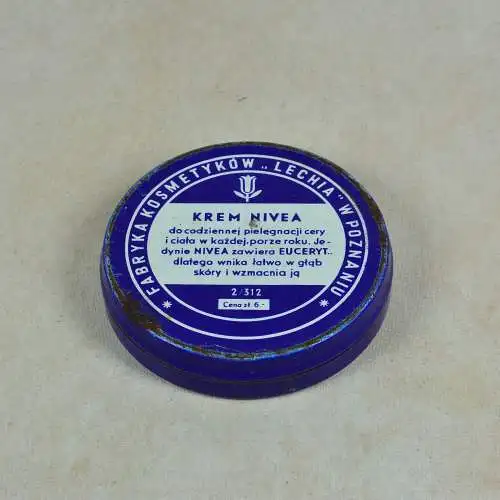 * FABRYKA KOSMETYKÓW „LECHIA" W POZNANIU *
KREM NIVEA
do codziennej pielęgnacji cery
i ciała w każdej porze roku. Je-
dynie NIVEA zawiera EUCERYT..
dlatego wnika łatwo w głąb
skóry i wzmacnia ją
2/312
Cena zł 6.-